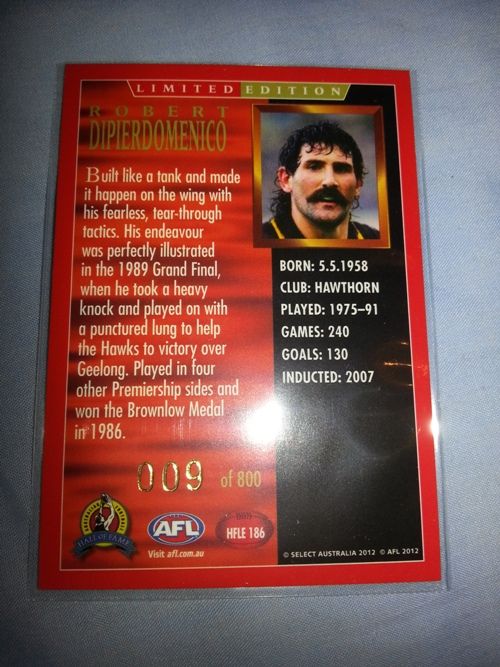 LIMITED EDITION
ROBERT
DIPIERDOMENICO
Built like a tank and made
it happen on the wing with
his fearless, tear-through
tactics. His endeavour
was perfectly illustrated
in the 1989 Grand Final,
when he took a heavy
knock and played on with
a punctured lung to help
the Hawks to victory over
Geelong. Played in four
other Premiership sides and
won the Brownlow Medal
in 1986.
BORN: 5.5.1958
CLUB: HAWTHORN
PLAYED: 1975–91
GAMES: 240
GOALS: 130
INDUCTED: 2007
009 of 800
HALL OF FAME
AFL
Visit afl.com.au
HFLE 186
© SELECT AUSTRALIA 2012 © AFL 2012